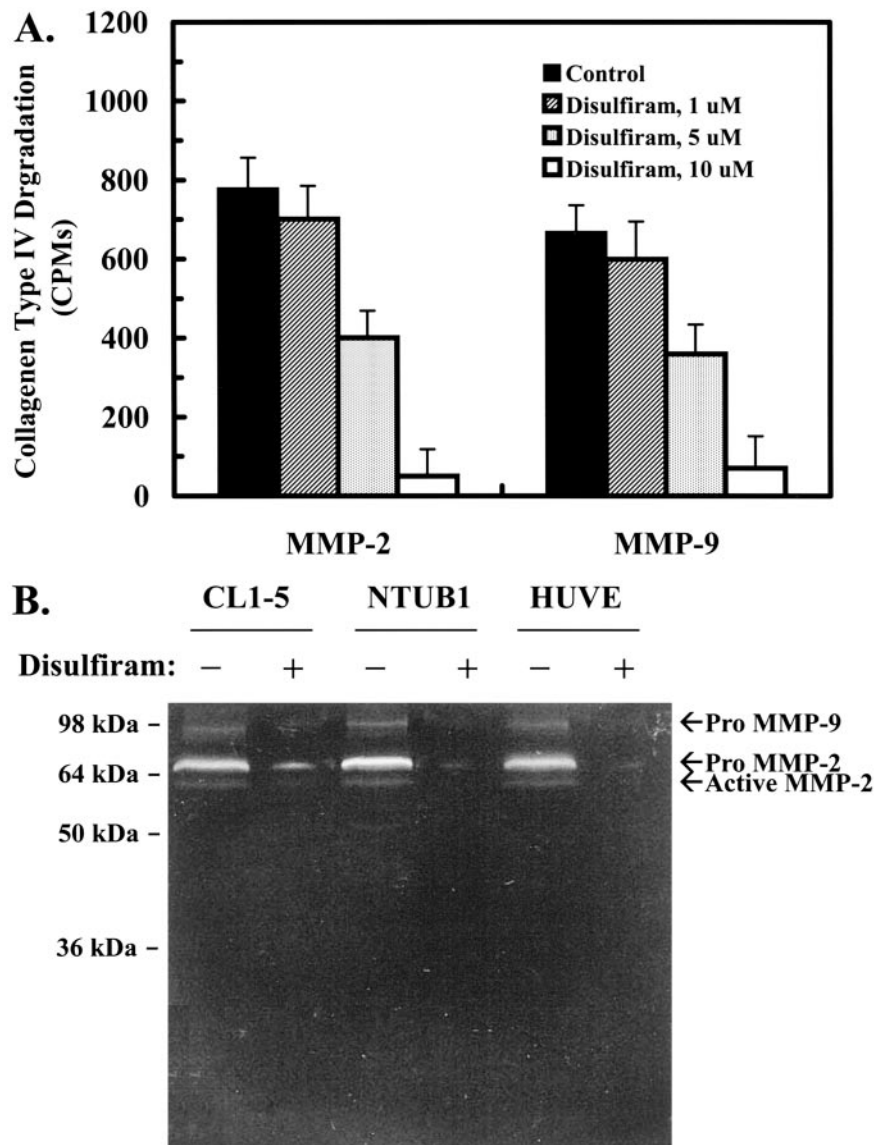 A.
1200
1000
800
600
400
200
0
Collagenen Type IV Drgradation
(CPMs)
Control
Disulfiram, 1 uM
Disulfiram, 5 uM
Disulfiram, 10 uM
MMP-2 MMP-9
B.
CL1-5 NTUB1 HUVE
Disulfiram: − + − + − +
98 kDa –
64 kDa –
50 kDa –
36 kDa –
←Pro MMP-9
←Pro MMP-2
←Active MMP-2